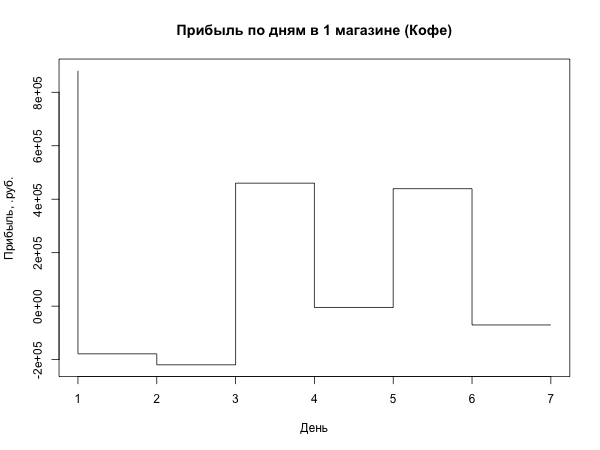 Прибыль по дням в 1 магазине (Кофе)
Прибыль, .руб.
8e+05
6e+05
4e+05
2e+05
0e+00
-2e+05
1 2 3 4 5 6 7
День